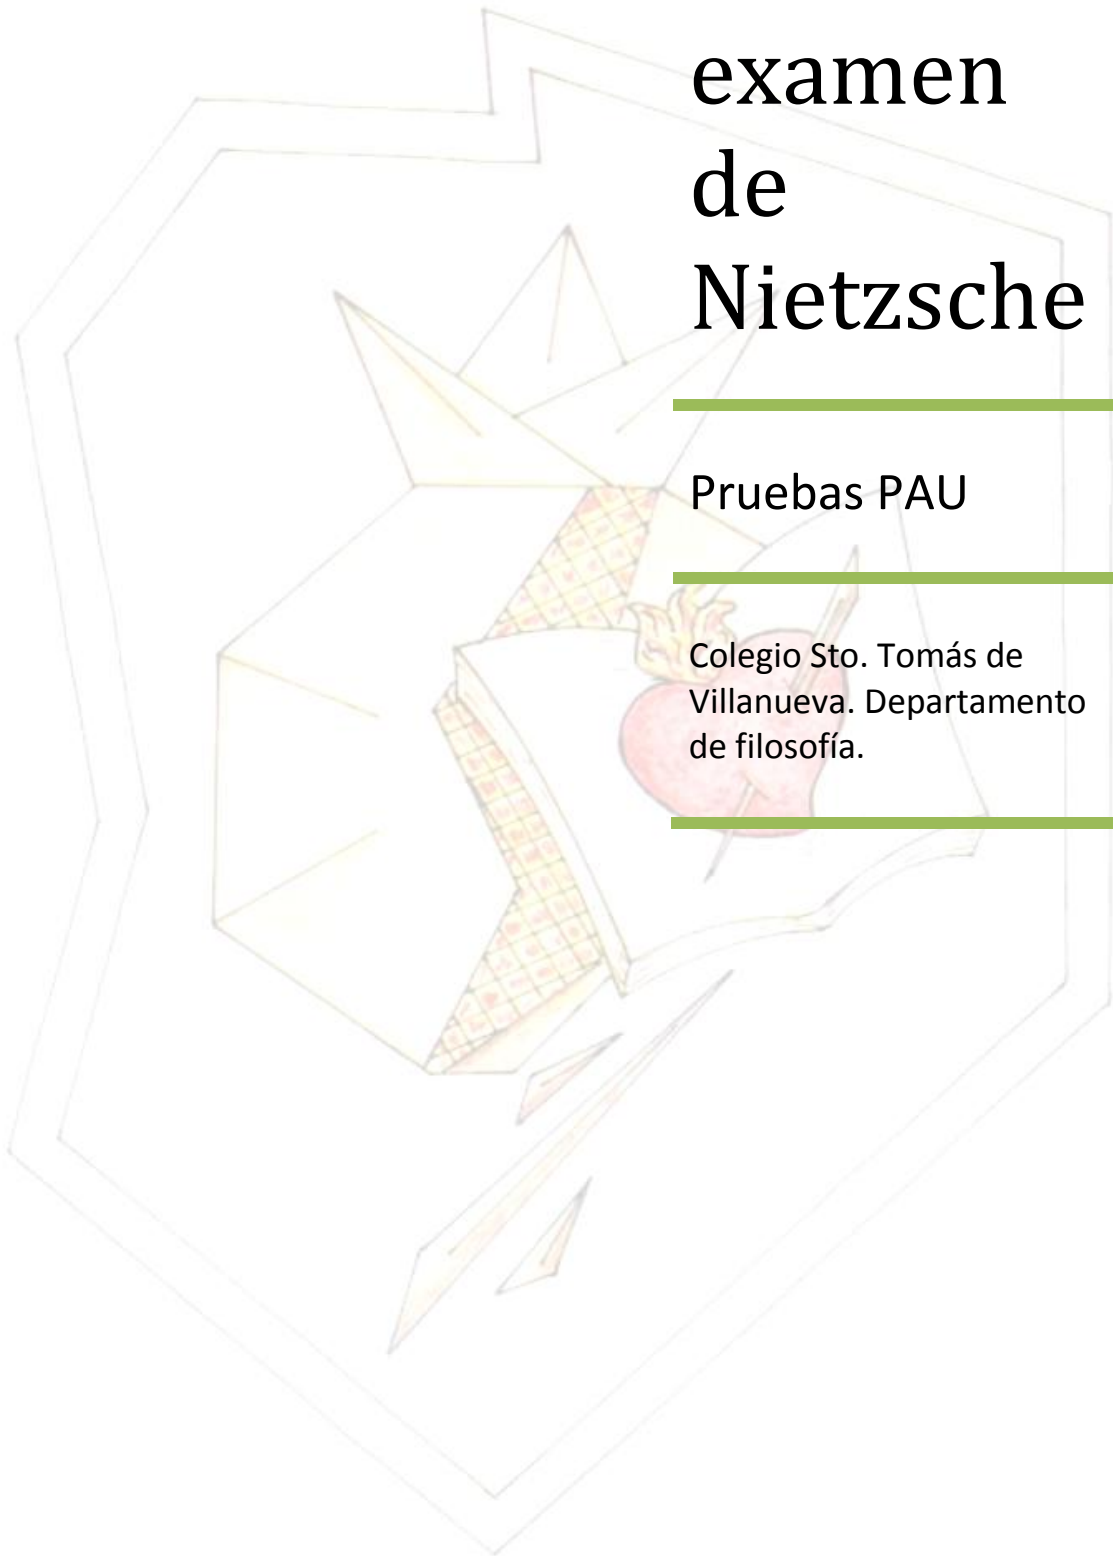 examen
de
Nietzsche
Pruebas PAU
Colegio Sto. Tomás de
Villanueva. Departamento
de filosofía.